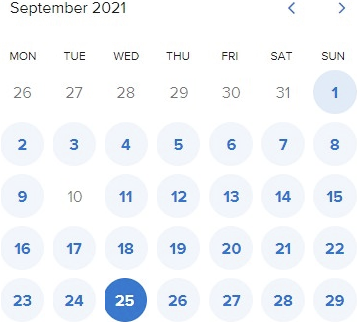 September 2021
MON TUE WED THU FRI SAT SUN
26 27 28 29 30 31 1
2 3 4 5 6 7 8
9 10 11 12 13 14 15
16 17 18 19 20 21 22
23 24 25 26 27 28 29